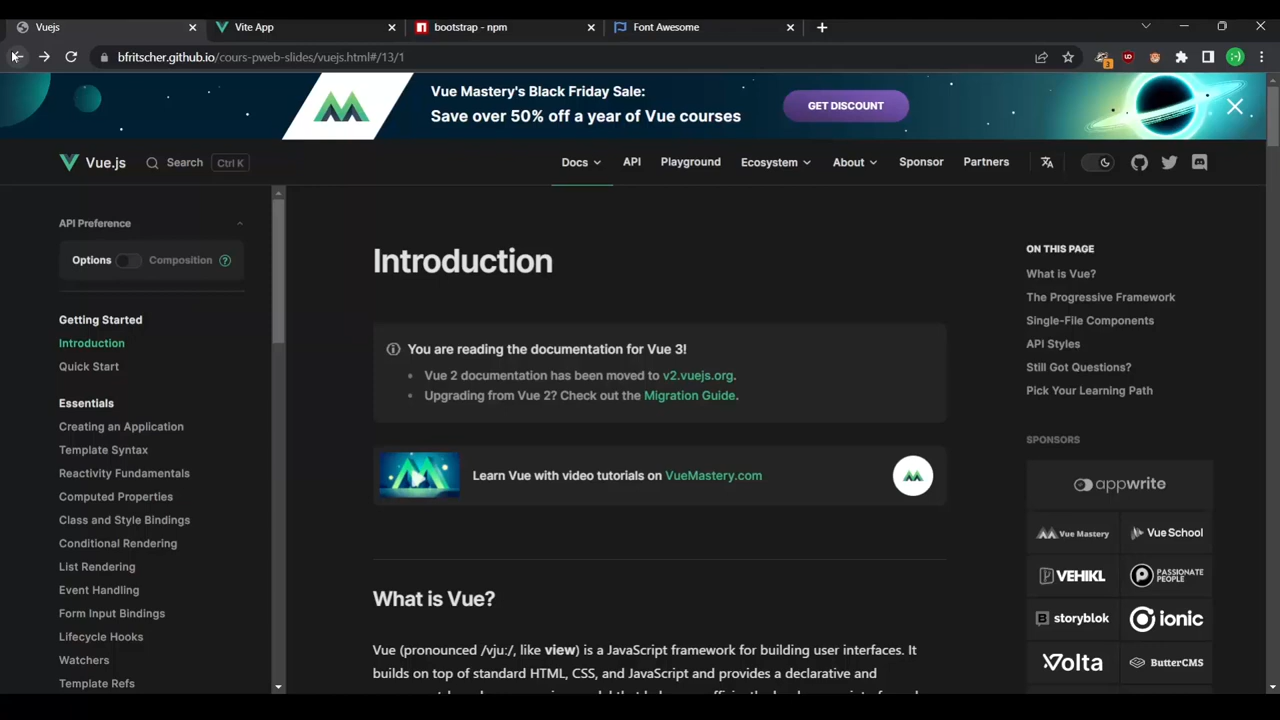 Vuejs
Vite App
bootstrap - npm
Font Awesome
bfritscher.github.io/cours-pweb-slides/vuejs.html#/13/1
3
Vue Mastery's Black Friday Sale:
Save over 50% off a year of Vue courses
GET DISCOUNT
Vue.js
Search
Ctrl K
Docs
API
Playground
Ecosystem
About
Sponsor
Partners
API Preference
Options
Composition
Getting Started
Introduction
Quick Start
Essentials
Creating an Application
Template Syntax
Reactivity Fundamentals
Computed Properties
Class and Style Bindings
Conditional Rendering
List Rendering
Event Handling
Form Input Bindings
Lifecycle Hooks
Watchers
Template Refs
Introduction
You are reading the documentation for Vue 3!
Vue 2 documentation has been moved to v2.vuejs.org.
Upgrading from Vue 2? Check out the Migration Guide.
Learn Vue with video tutorials on VueMastery.com
What is Vue?
Vue (pronounced /vjuː/, like view) is a JavaScript framework for building user interfaces. It
builds on top of standard HTML, CSS, and JavaScript and provides a declarative and
ON THIS PAGE
What is Vue?
The Progressive Framework
Single-File Components
API Styles
Still Got Questions?
Pick Your Learning Path
SPONSORS
appwrite
Vue Mastery
Vue School
VEHIKL
PASSIONATE
PEOPLE
storyblok
ionic
Volta
ButterCMS